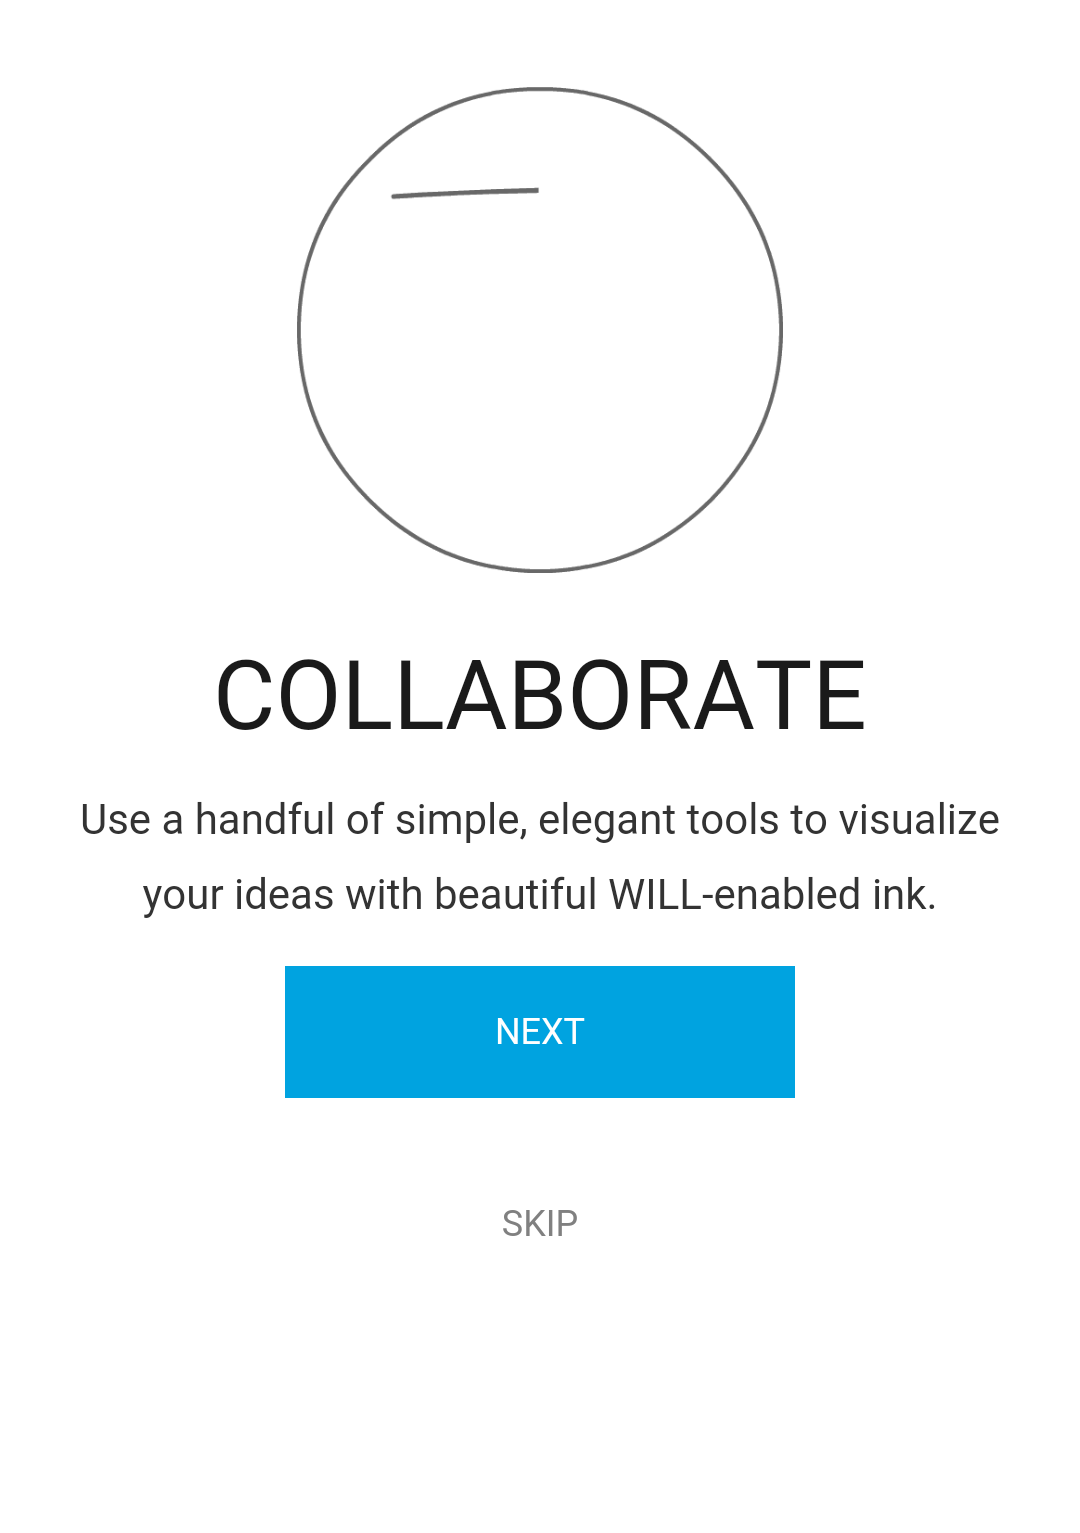 COLLABORATE
Use a handful of simple, elegant tools to visualize
your ideas with beautiful WILL-enabled ink.
NEXT
SKIP